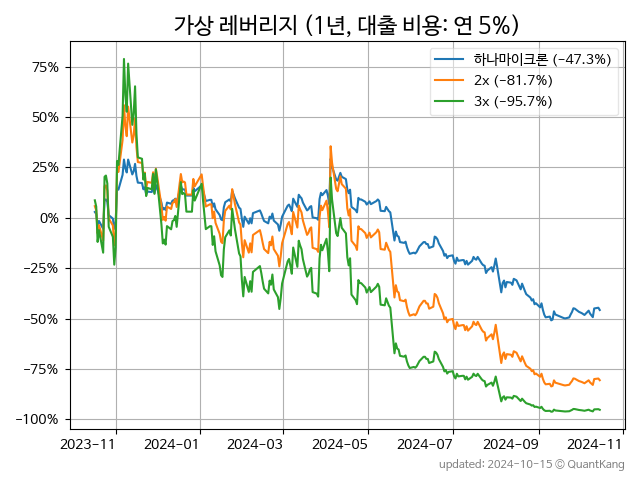 가상 레버리지 (1년, 대출 비용: 연 5%)
하나마이크론 (-47.3%)
2x (-81.7%)
3x (-95.7%)
75%
50%
25%
0%
-25%
-50%
-75%
-100%
2023-11 2024-01 2024-03 2024-05 2024-07 2024-09 2024-11
updated: 2024-10-15 © QuantKang